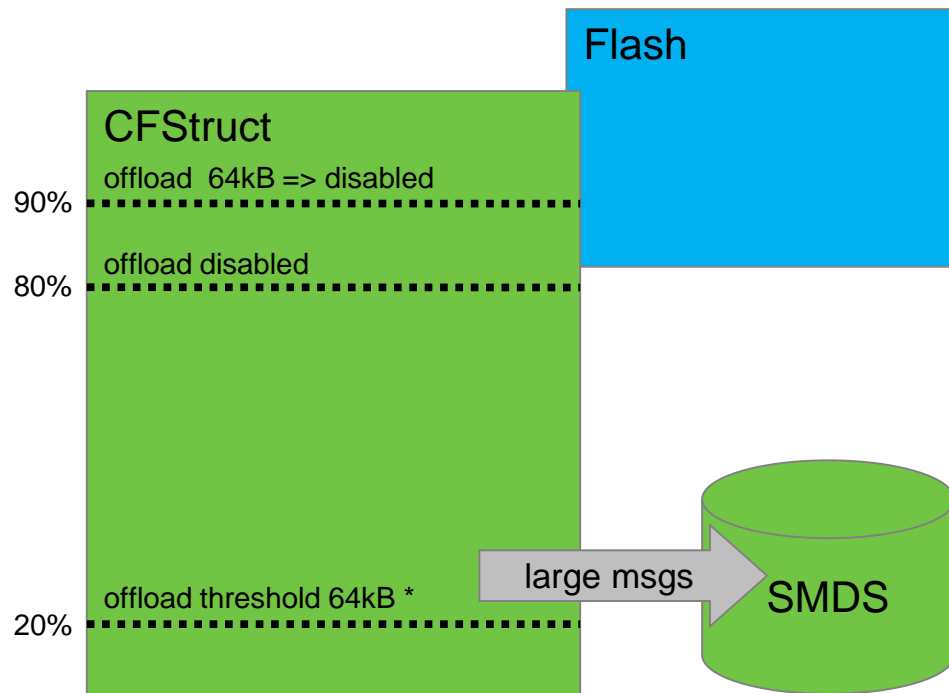 Flash
CFStruct
offload  64kB => disabled
90%
offload disabled
80%
large msgs
SMDS
offload threshold 64kB *
20%